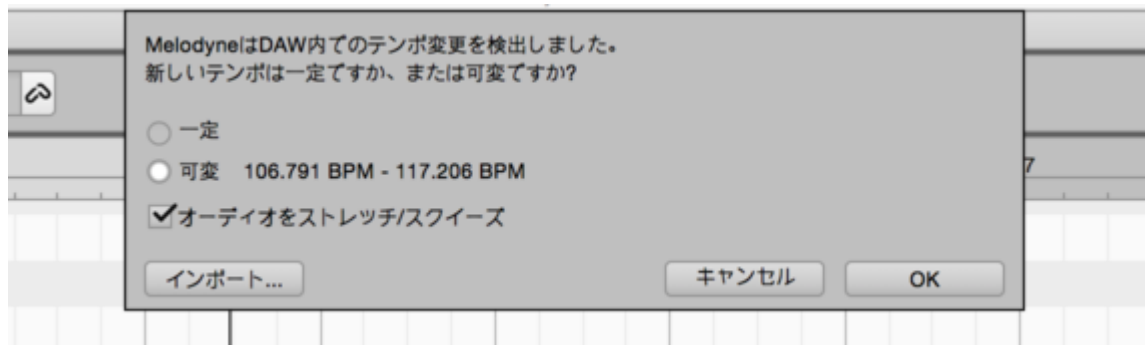 MelodyneはDAW内でのテンポ変更を検出しました。
新しいテンポは一定ですか、または可変ですか?
一定
可変 106.791 BPM - 117.206 BPM
7
オーディオをストレッチ/スクイーズ
インポート... キャンセル OK